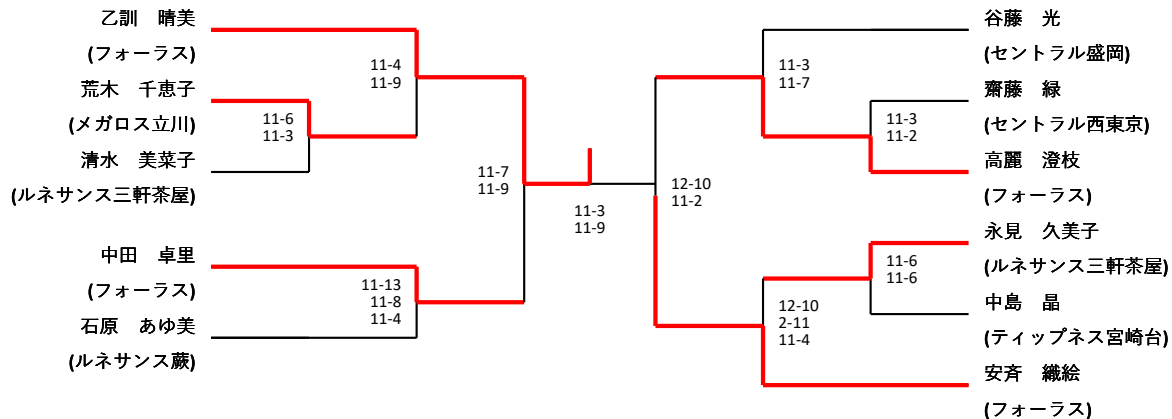 乙訓　晴美
(フォーラス)
荒木　千恵子
(メガロス立川)
清水　美菜子
(ルネサンス三軒茶屋)
中田　卓里
(フォーラス)
石原　あゆ美
(ルネサンス蕨)
11-6
11-3
11-4
11-9
11-13
11-8
11-4
11-7
11-9
11-3
11-9
12-10
11-2
11-3
11-7
12-10
2-11
11-4
11-3
11-2
11-6
11-6
谷藤　光
(セントラル盛岡)
齋藤　緑
(セントラル西東京)
高麗　澄枝
(フォーラス)
永見　久美子
(ルネサンス三軒茶屋)
中島　晶
(ティップネス宮崎台)
安斉　織絵
(フォーラス)